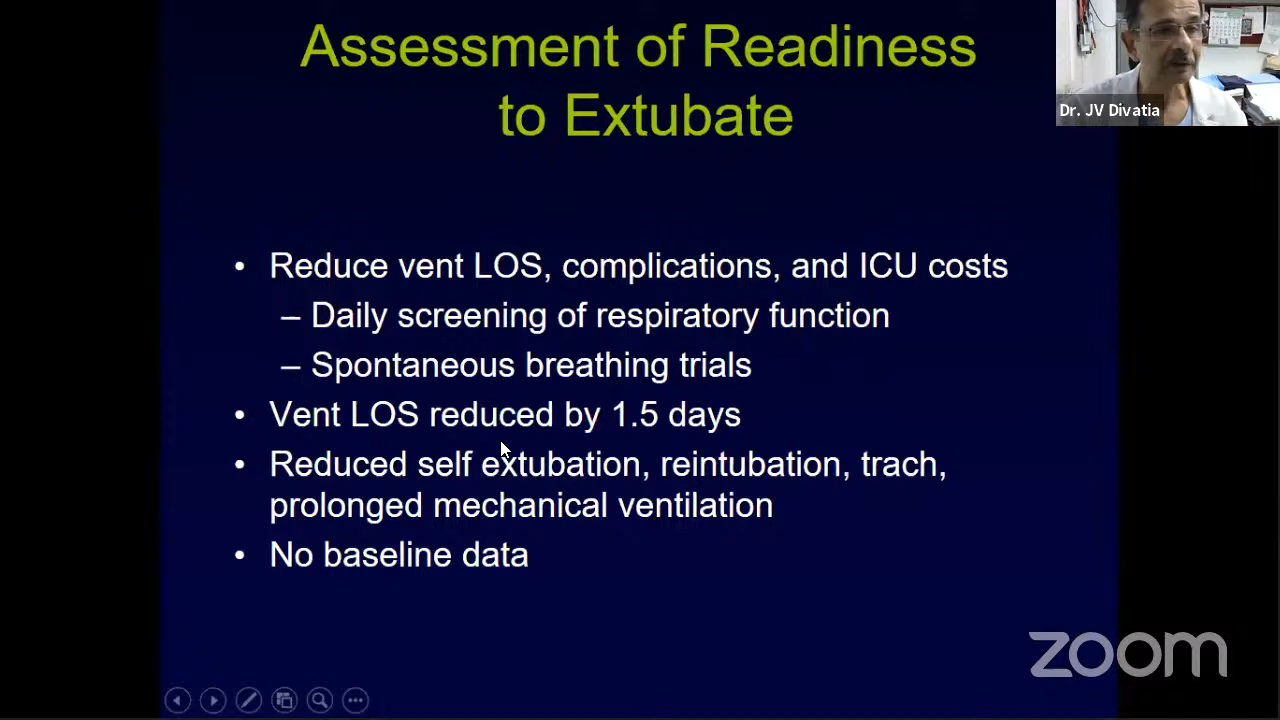 Assessment of Readiness
to Extubate
Dr. JV Divatia
• Reduce vent LOS, complications, and ICU costs
– Daily screening of respiratory function
– Spontaneous breathing trials
• Vent LOS reduced by 1.5 days
• Reduced self extubation, reintubation, trach,
prolonged mechanical ventilation
• No baseline data
zoom